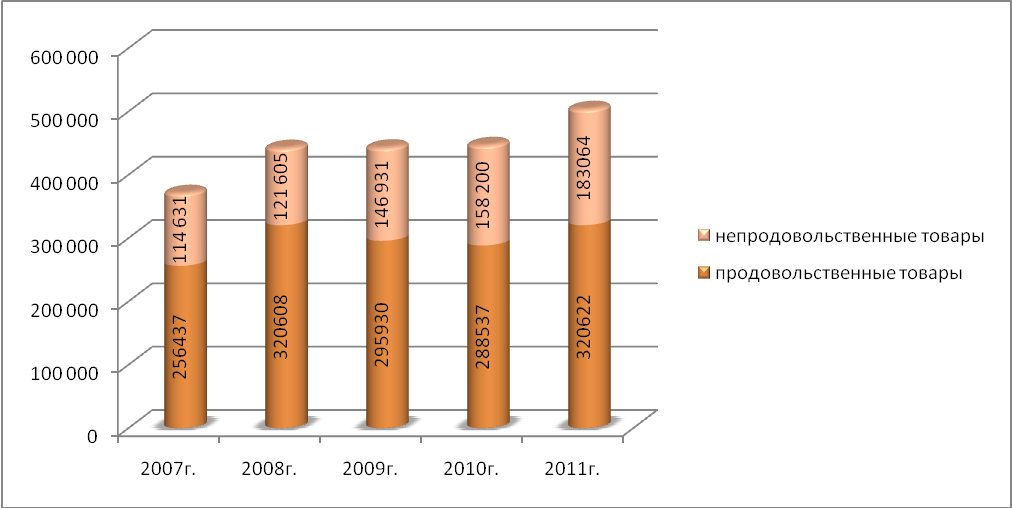 600 000
500 000
400 000
300 000
200 000
100 000
0
114 631
256437
121 605
320608
146 931
295930
158 200
288537
183064
320622
2007г.
2008г.
2009г.
2010г.
2011г.
непродовольственные товары
продовольственные товары